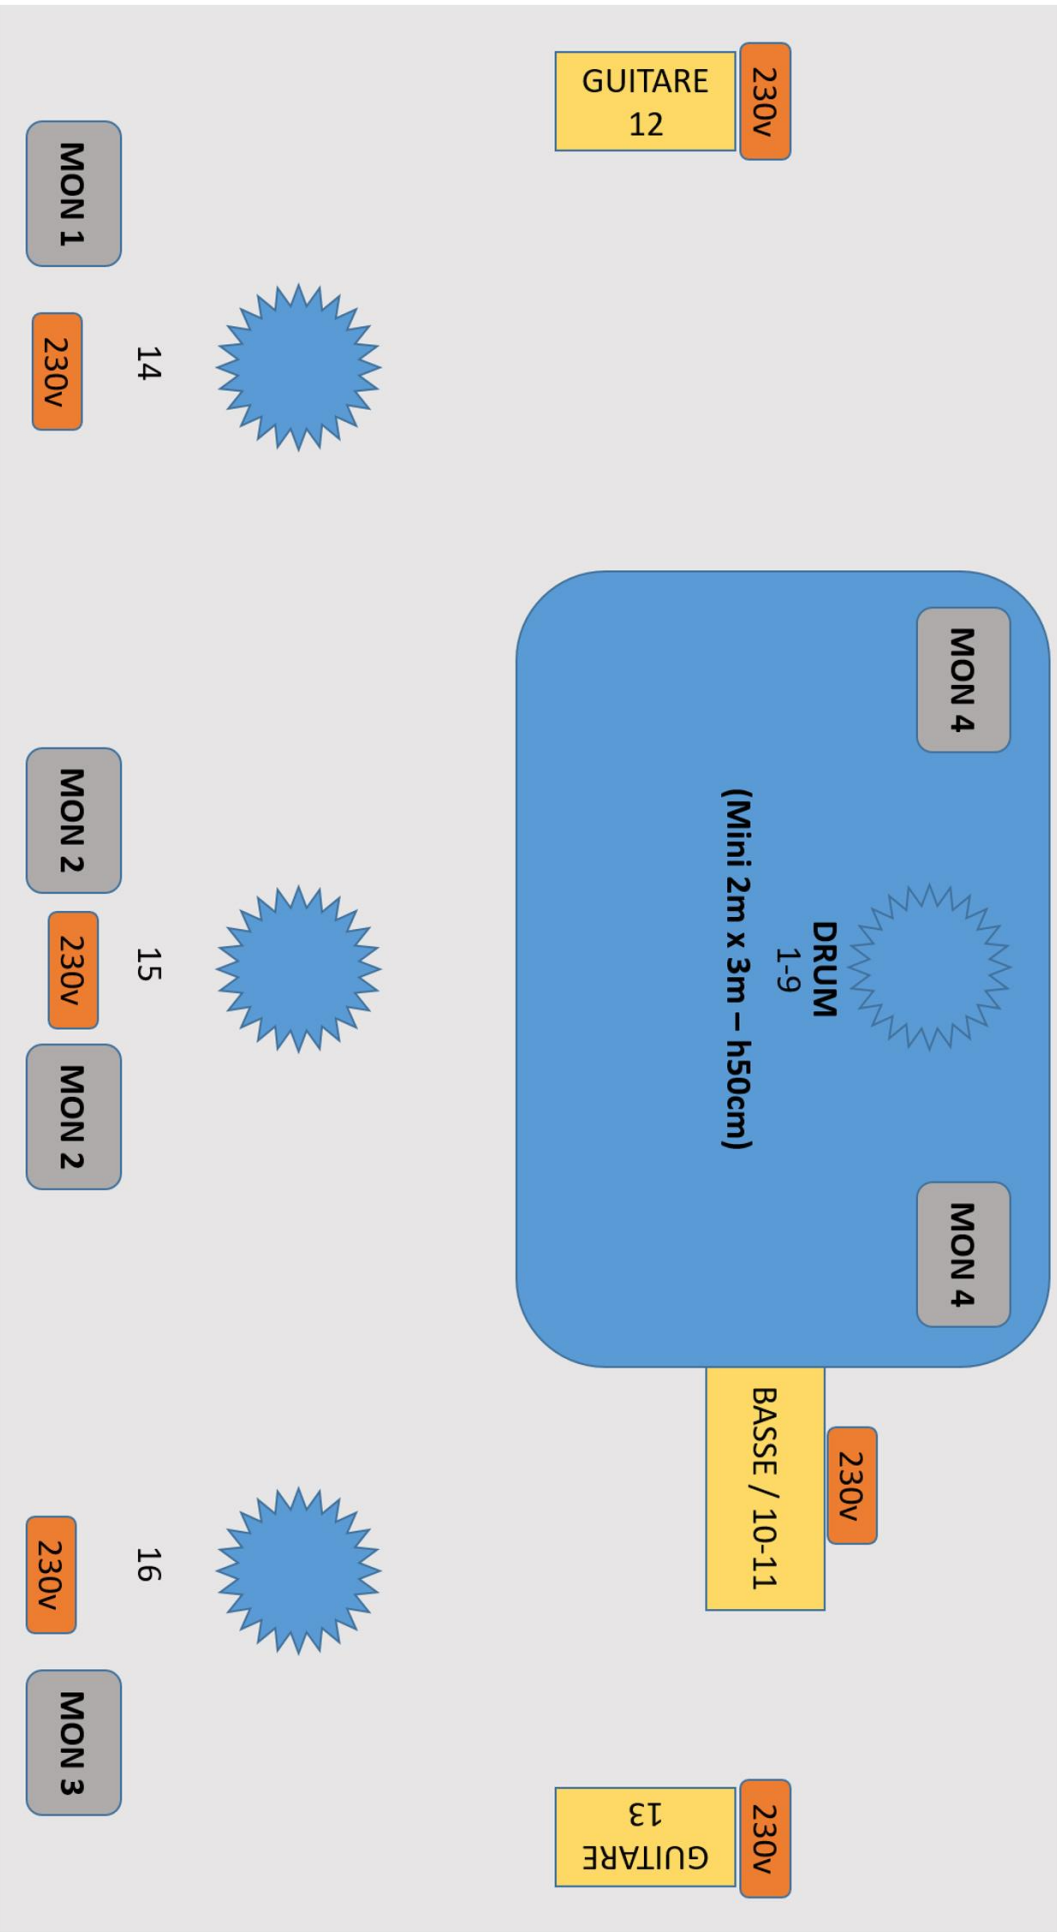 MON 4
MON 4
230v
DRUM
1-9
(Mini 2m x 3m – h50cm)
230v
GUITARE
12
BASSE / 10-11
230v
GUITARE
13
14
15
16
MON 1
230v
MON 2
230v
MON 2
230v
MON 3